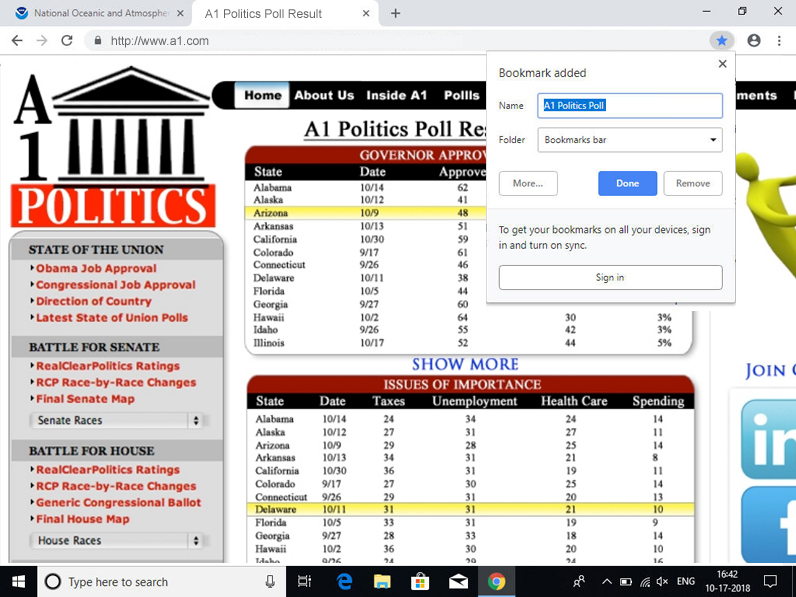 National Oceanic and Atmosphe
A1 Politics Poll Result
http://www.a1.com
Bookmark added
Name A1 Politics Poll
Folder Bookmarks bar
More... Done Remove
To get your bookmarks on all your devices, sign
in and turn on sync.
Sign in
A1
POLITICS
Home About Us Inside A1 Pollls ments
A1 Politics Poll Res
STATE OF THE UNION
Obama Job Approval
Congressional Job Approval
Direction of Country
Latest State of Union Polls
BATTLE FOR SENATE
RealClearPolitics Ratings
RCP Race-by-Race Changes
Final Senate Map
Senate Races
BATTLE FOR HOUSE
RealClearPolitics Ratings
RCP Race-by-Race Changes
Generic Congressional Ballot
Final House Map
House Races
GOVERNOR APPROV
State Date Approve
Alabama 10/14 62
Alaska 10/12 41
Arizona 10/9 48
Arkansas 10/13 51
California 10/30 59
Colorado 9/17 61
Connecticut 9/26 46
Delaware 10/11 38
Florida 10/5 44
Georgia 9/27 60
Hawaii 10/2 64 30 3%
Idaho 9/26 55 42 3%
Illinois 10/17 52 44 5%
SHOW MORE
ISSUES OF IMPORTANCE
State Date Taxes Unemployment Health Care Spending
Alabama 10/14 24 34 24 14
Alaska 10/12 27 31 27 11
Arizona 10/9 29 28 25 14
Arkansas 10/13 34 31 21 8
California 10/30 36 31 19 11
Colorado 9/17 27 30 25 14
Connecticut 9/26 29 31 20 13
Delaware 10/11 31 31 21 10
Florida 10/5 33 31 19 9
Georgia 9/27 28 33 18 14
Hawaii 10/2 36 30 20 10
Idaho 9/26 24 31 29 16
JOIN
in
f
Type here to search
ENG
16:42
10-17-2018